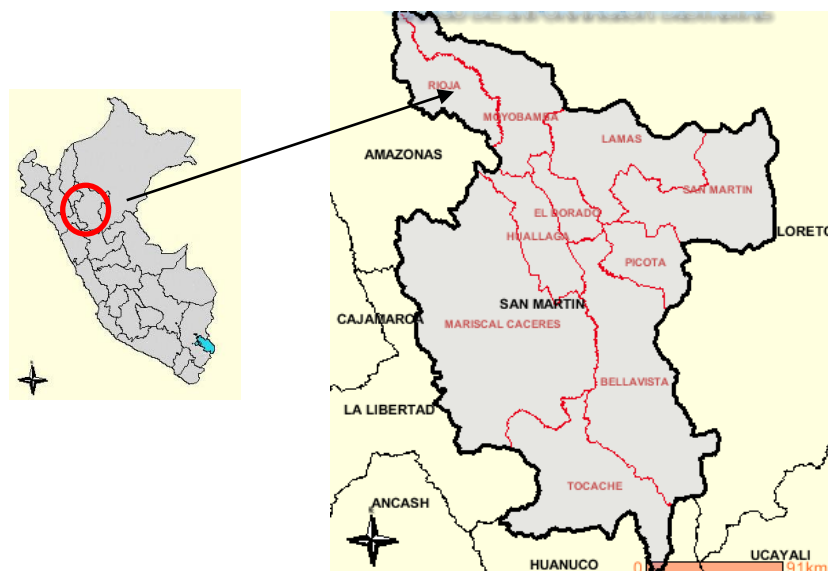 RIOJA
MOYOBAMBA
LAMAS
AMAZONAS
SAN MARTIN
EL DORADO
LORETO
HUALLAGA
PICOTA
SAN MARTIN
CAJAMARCA
MARISCAL CACERES
BELLAVISTA
LA LIBERTAD
TOCACHE
ANCASH
HUANUCO
UCAYALI
0 91km